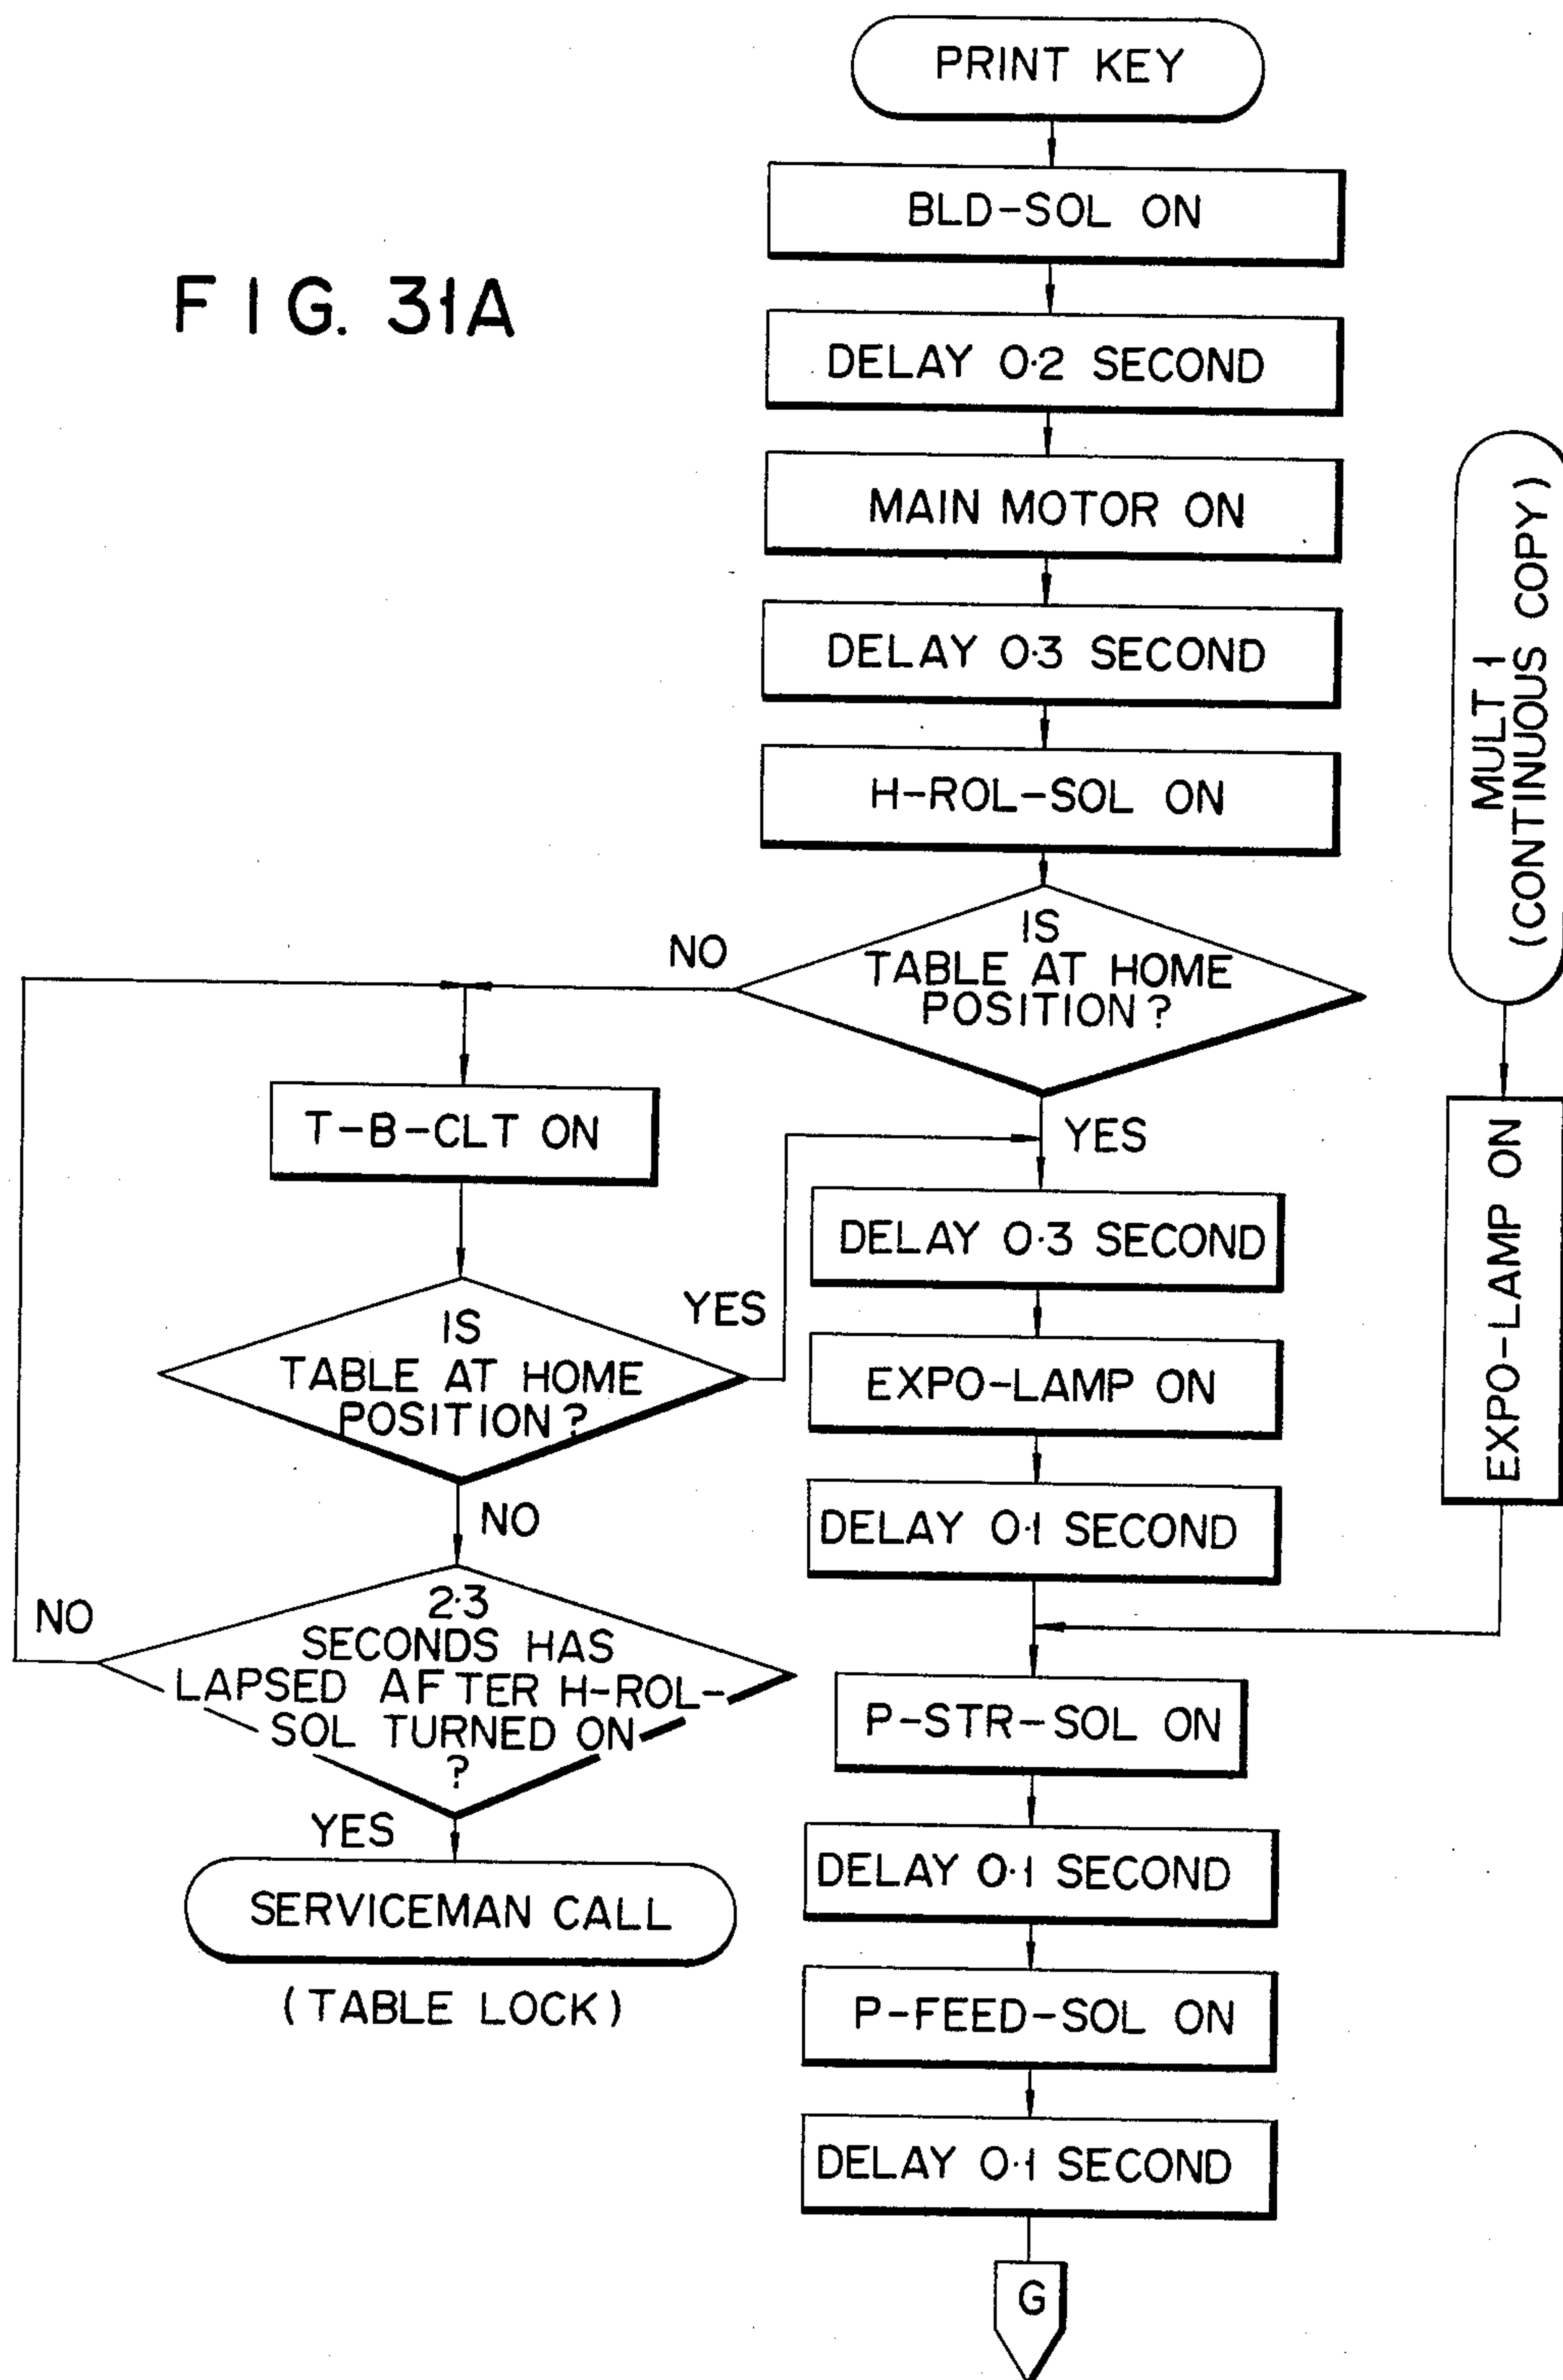 PRINT KEY
BLD-SOL ON
FIG. 31A
DELAY 0.2 SECOND
MAIN MOTOR ON
DELAY 0.3 SECOND
H-ROL-SOL ON
MULT 1
(CONTINUOUS COPY)
IS
TABLE AT HOME
POSITION?
NO
YES
T-B-CLT ON
DELAY 0.3 SECOND
EXPO-LAMP ON
IS
TABLE AT HOME
POSITION?
YES
EXPO-LAMP ON
NO
DELAY 0.1 SECOND
2.3
SECONDS HAS
LAPSED AFTER H-ROL-
SOL TURNED ON
?
NO
P-STR-SOL ON
YES
DELAY 0.1 SECOND
SERVICEMAN CALL
(TABLE LOCK)
P-FEED-SOL ON
DELAY 0.1 SECOND
G